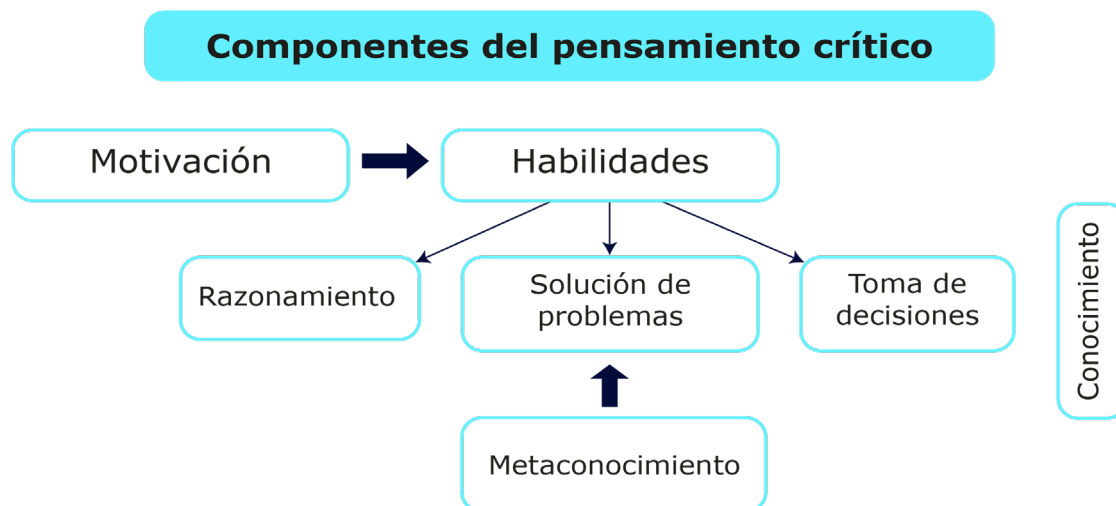 Componentes del pensamiento crítico
Motivación
Habilidades
Razonamiento
Solución de
problemas
Toma de
decisiones
Conocimiento
Metaconocimiento